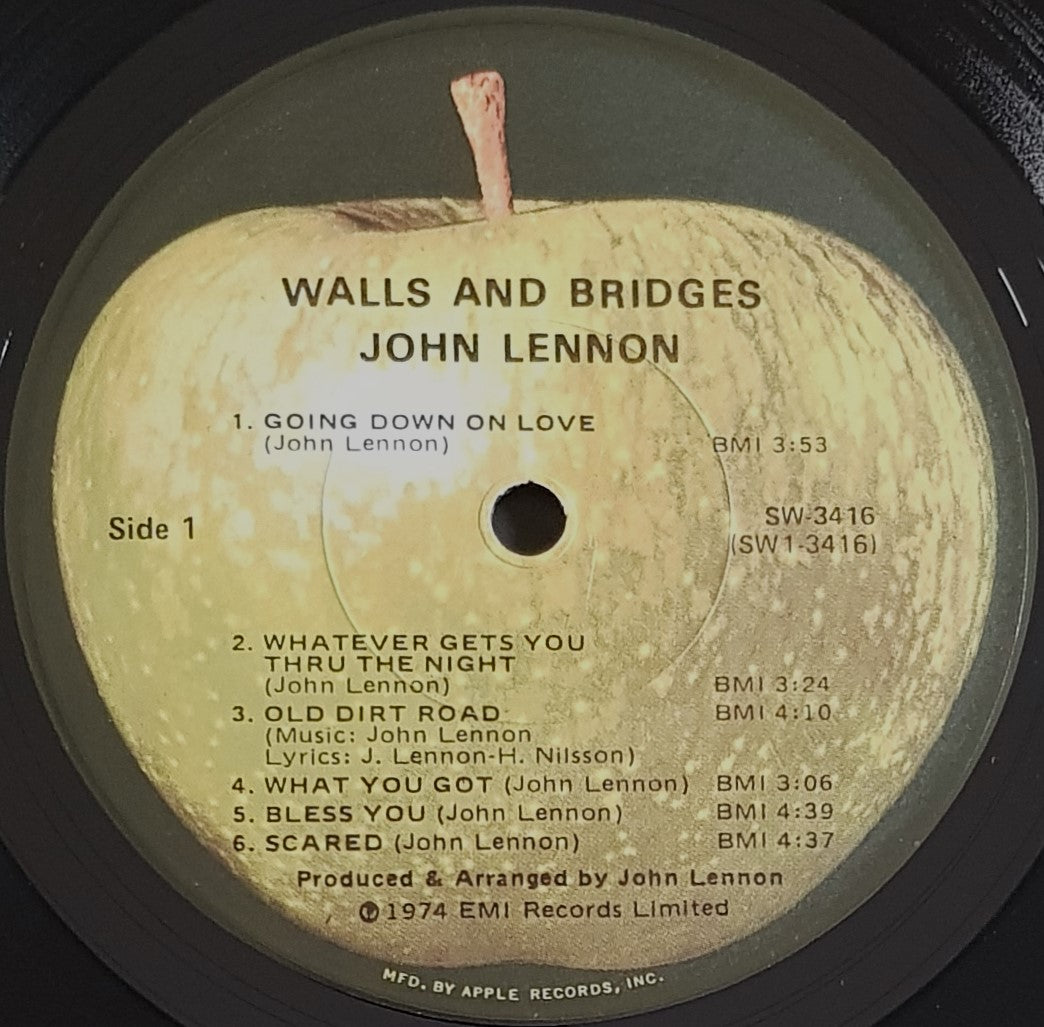 WALLS AND BRIDGES
JOHN LENNON
1. GOING DOWN ON LOVE
(John Lennon) BMI 3:53
Side 1
SW-3416
(SW1-3416)
2. WHATEVER GETS YOU
THRU THE NIGHT
(John Lennon) BMI 3:24
3. OLD DIRT ROAD BMI 4:10
(Music: John Lennon
Lyrics: J. Lennon-H. Nilsson)
4. WHAT YOU GOT (John Lennon) BMI 3:06
5. BLESS YOU (John Lennon) BMI 4:39
6. SCARED (John Lennon) BMI 4:37
Produced & Arranged by John Lennon
℗ 1974 EMI Records Limited
MFD. BY APPLE RECORDS, INC.